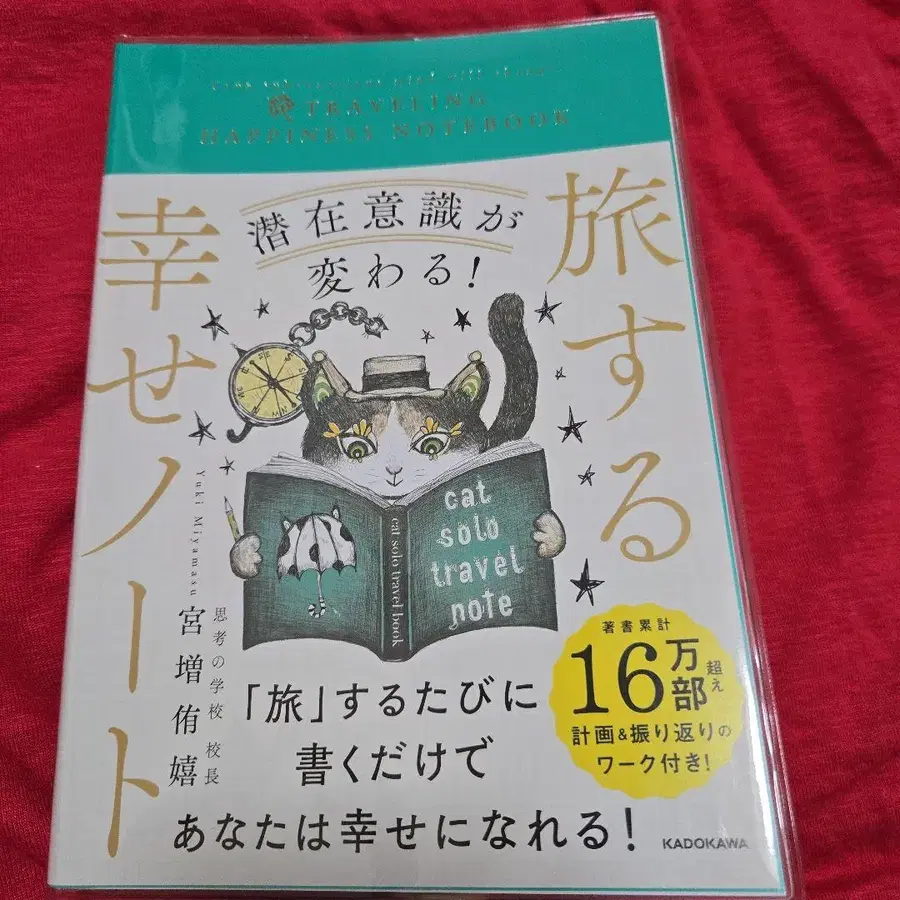 TRAVELING
HAPPINESS NOTEBOOK
潜在意識が
変わる!
旅する
幸せノート
cat
solo
travel
note
cat solo travel book
Yuki Miyamasu
思考の学校 校長
宮増侑嬉
「旅」するたびに
書くだけで
あなたは幸せになれる!
著書累計
16万部超え
計画&振り返りの
ワーク付き!
KADOKAWA